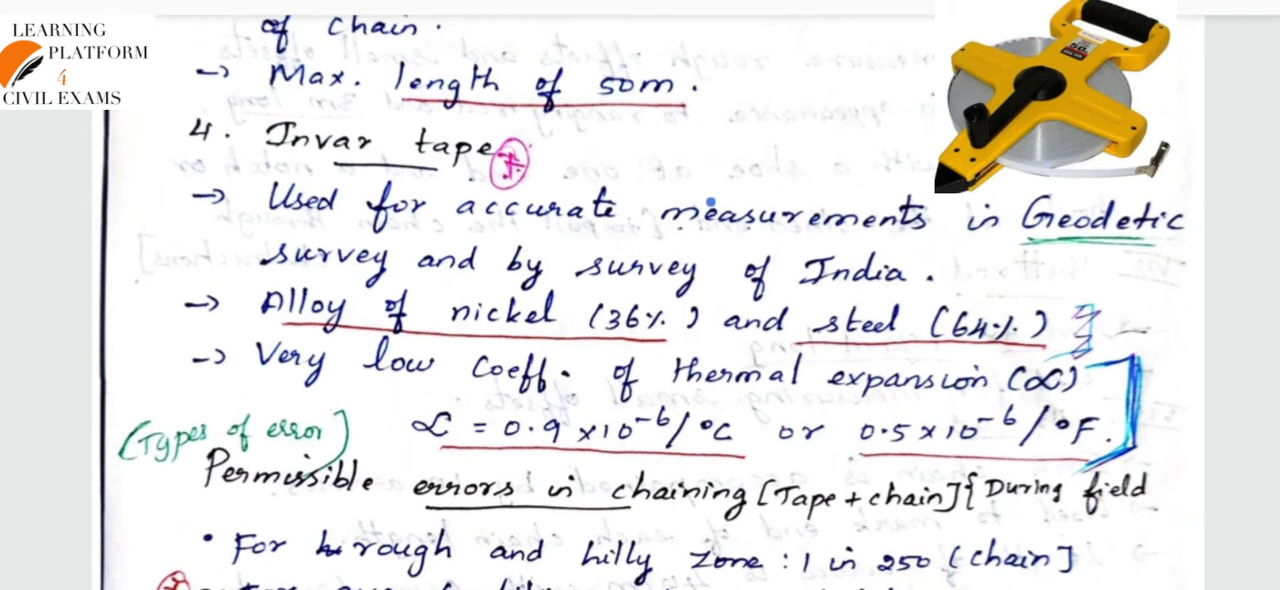 LEARNING
PLATFORM
4
CIVIL EXAMS
of chain.
→ Max. length of 50m.
4. Invar tape
→ Used for accurate measurements in Geodetic
survey and by survey of India.
→ Alloy of nickel (36%) and steel (64%)
→ Very low coeff. of thermal expansion (∝)
∝ = 0.9 x 10⁻⁶/°C or 0.5 x 10⁻⁶/°F.
(Types of error)
Permissible errors in chaining [Tape + chain] { During field
• For rough and hilly zone : 1 in 250 (chain]